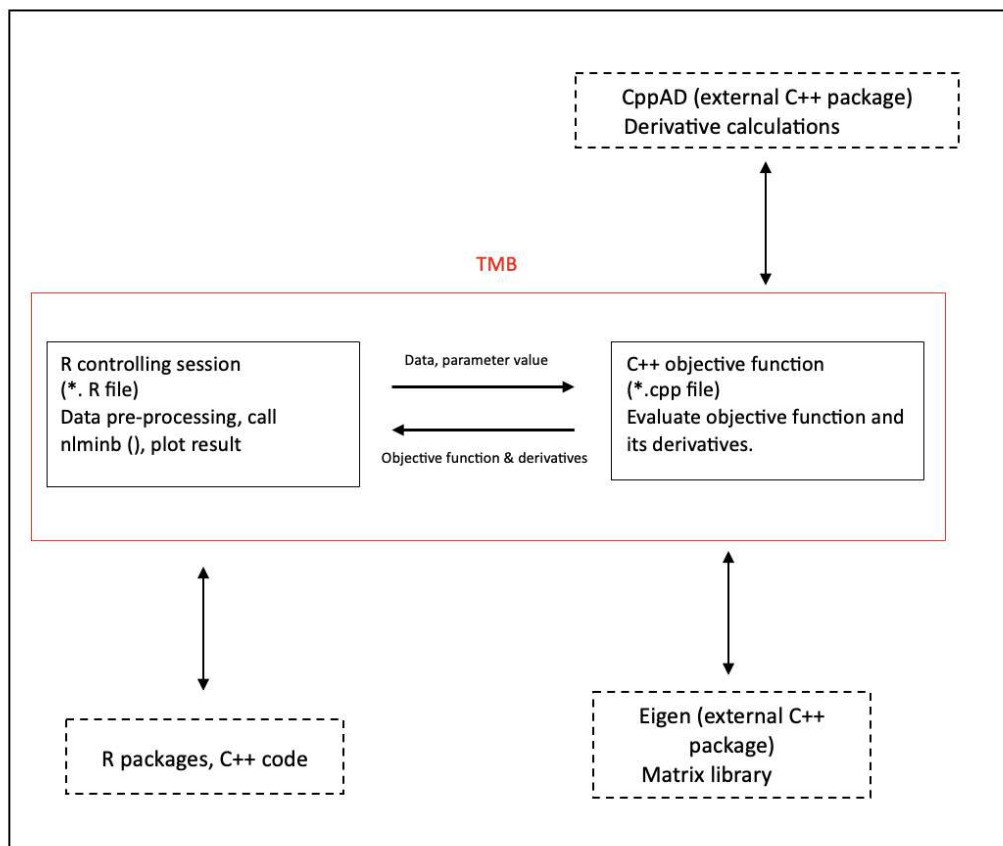 CppAD (external C++ package)
Derivative calculations
TMB
R controlling session
(*. R file)
Data pre-processing, call
nlminb (), plot result
Data, parameter value
Objective function & derivatives
C++ objective function
(*.cpp file)
Evaluate objective function and
its derivatives.
R packages, C++ code
Eigen (external C++
package)
Matrix library